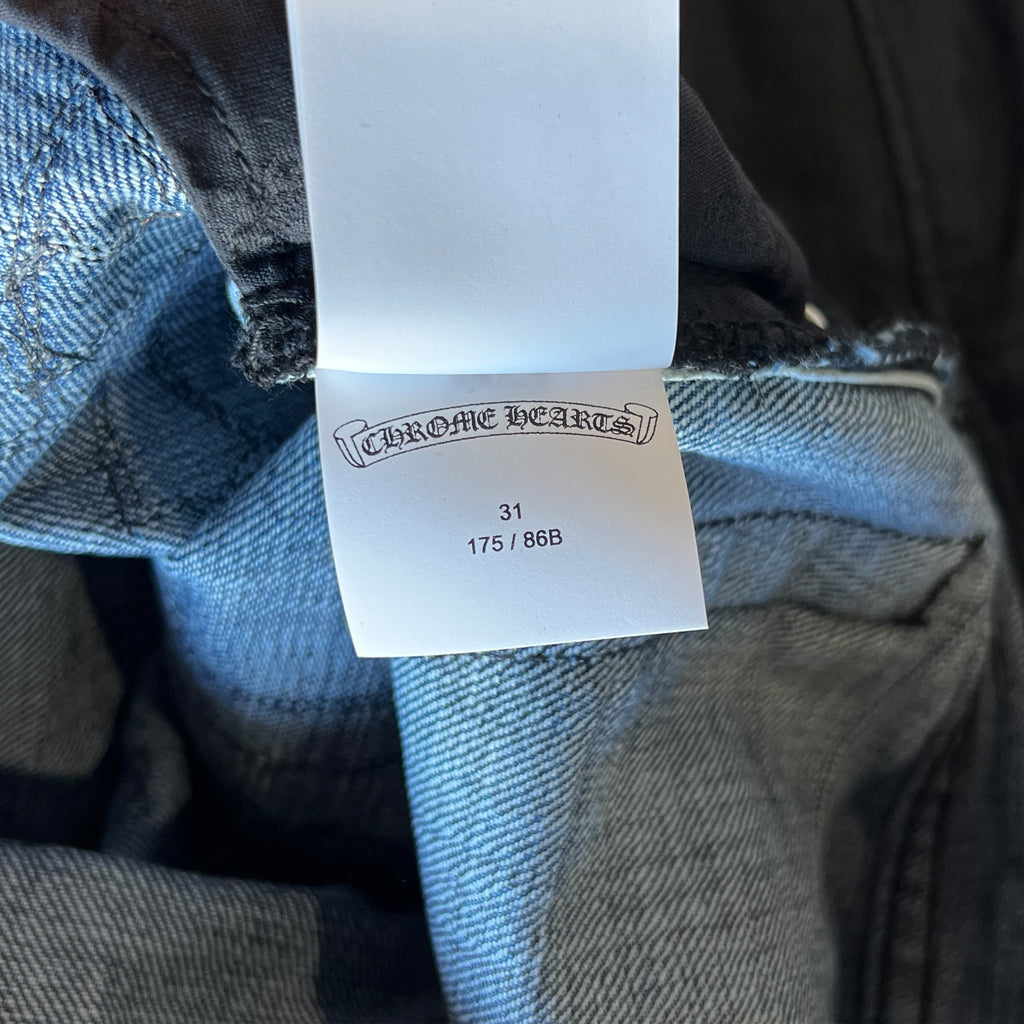 CHROME HEARTS
31
175 / 86B